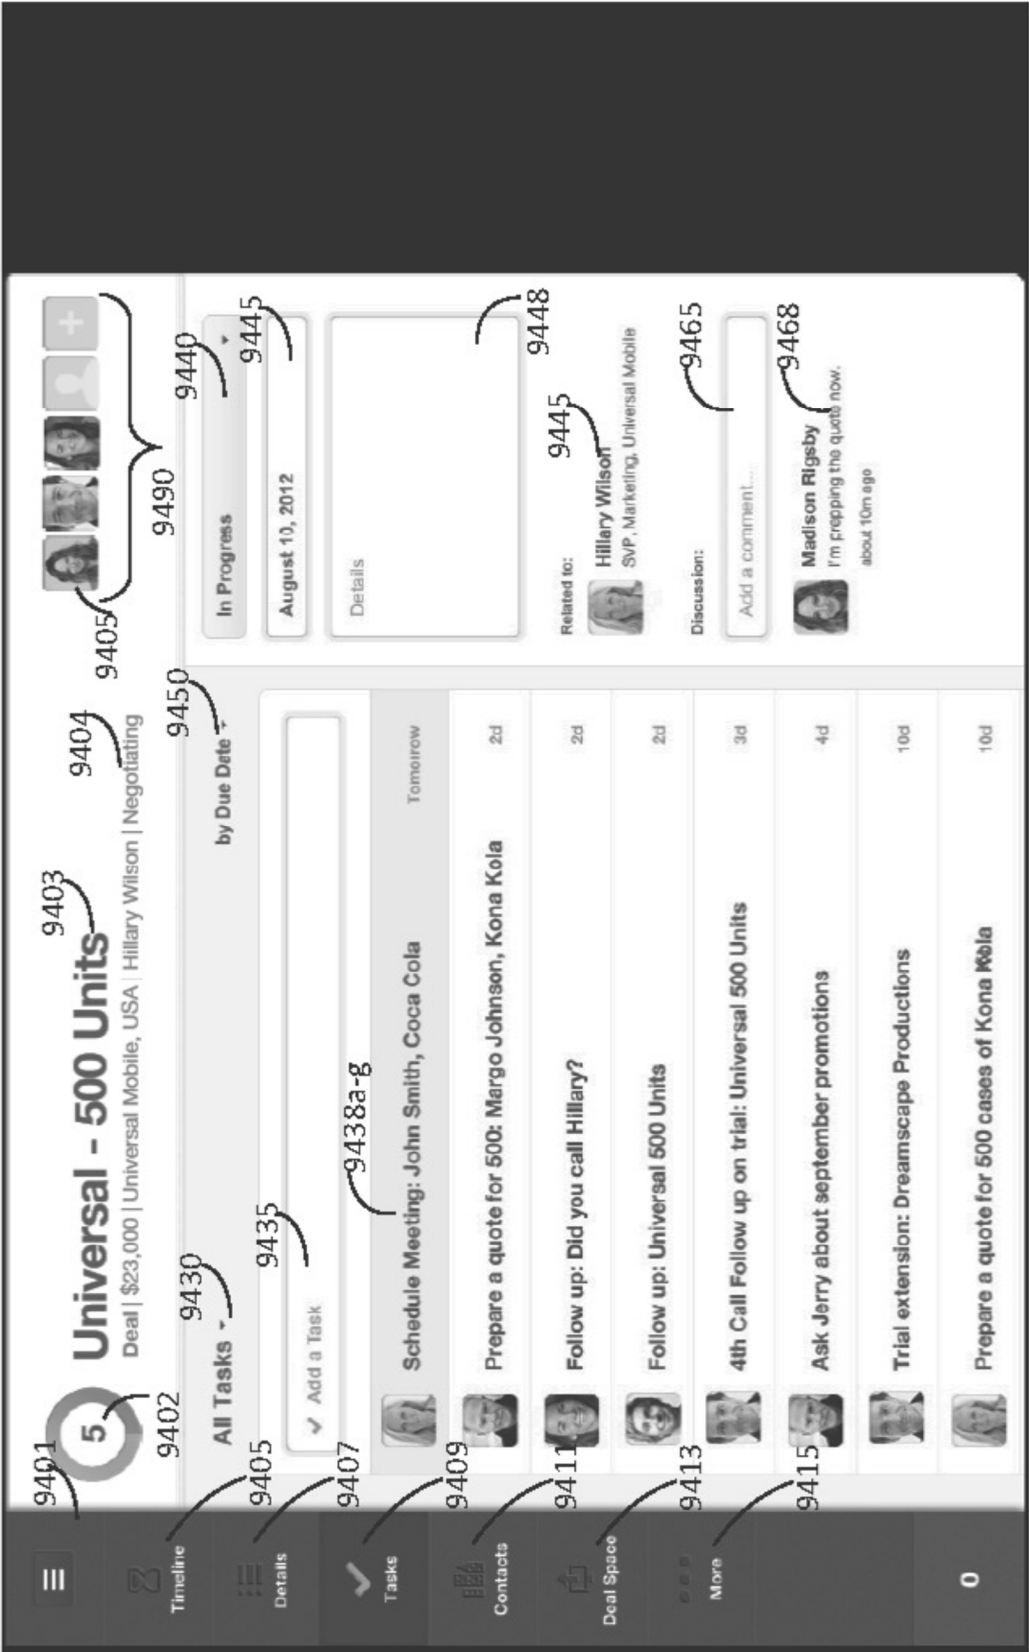 9401
5
9402
Universal - 500 Units
9403
Deal | $23,000 | Universal Mobile, USA | Hillary Wilson | Negotiating
9404
9405
9490
Timeline
9405
Details
9407
Tasks
9409
Contacts
9411
Deal Space
9413
More
9415
0
All Tasks
9430
by Due Date
9450
Add a Task
9435
9438a-g
Schedule Meeting: John Smith, Coca Cola Tomorrow
Prepare a quote for 500: Margo Johnson, Kona Kola 2d
Follow up: Did you call Hillary? 2d
Follow up: Universal 500 Units 2d
4th Call Follow up on trial: Universal 500 Units 3d
Ask Jerry about september promotions 4d
Trial extension: Dreamscape Productions 10d
Prepare a quote for 500 cases of Kona Kola 10d
In Progress
9440
August 10, 2012
9445
Details
9448
Related to:
Hillary Wilson
9445
SVP, Marketing, Universal Mobile
Discussion:
9465
Add a comment....
Madison Rigsby
9468
I'm prepping the quote now.
about 10m ago